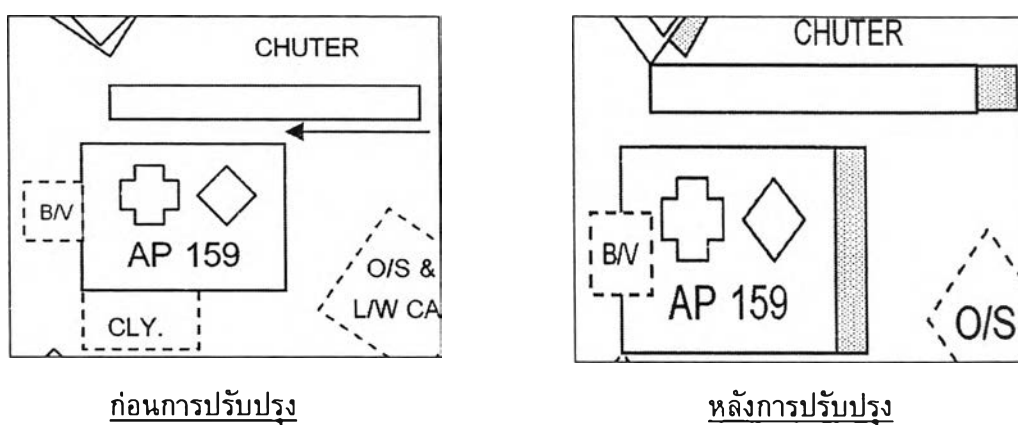 CHUTER
B/V
AP 159
O/S &
L/W CA
CLY.
ก่อนการปรับปรุง
CHUTER
B/V
AP 159
O/S
หลังการปรับปรุง